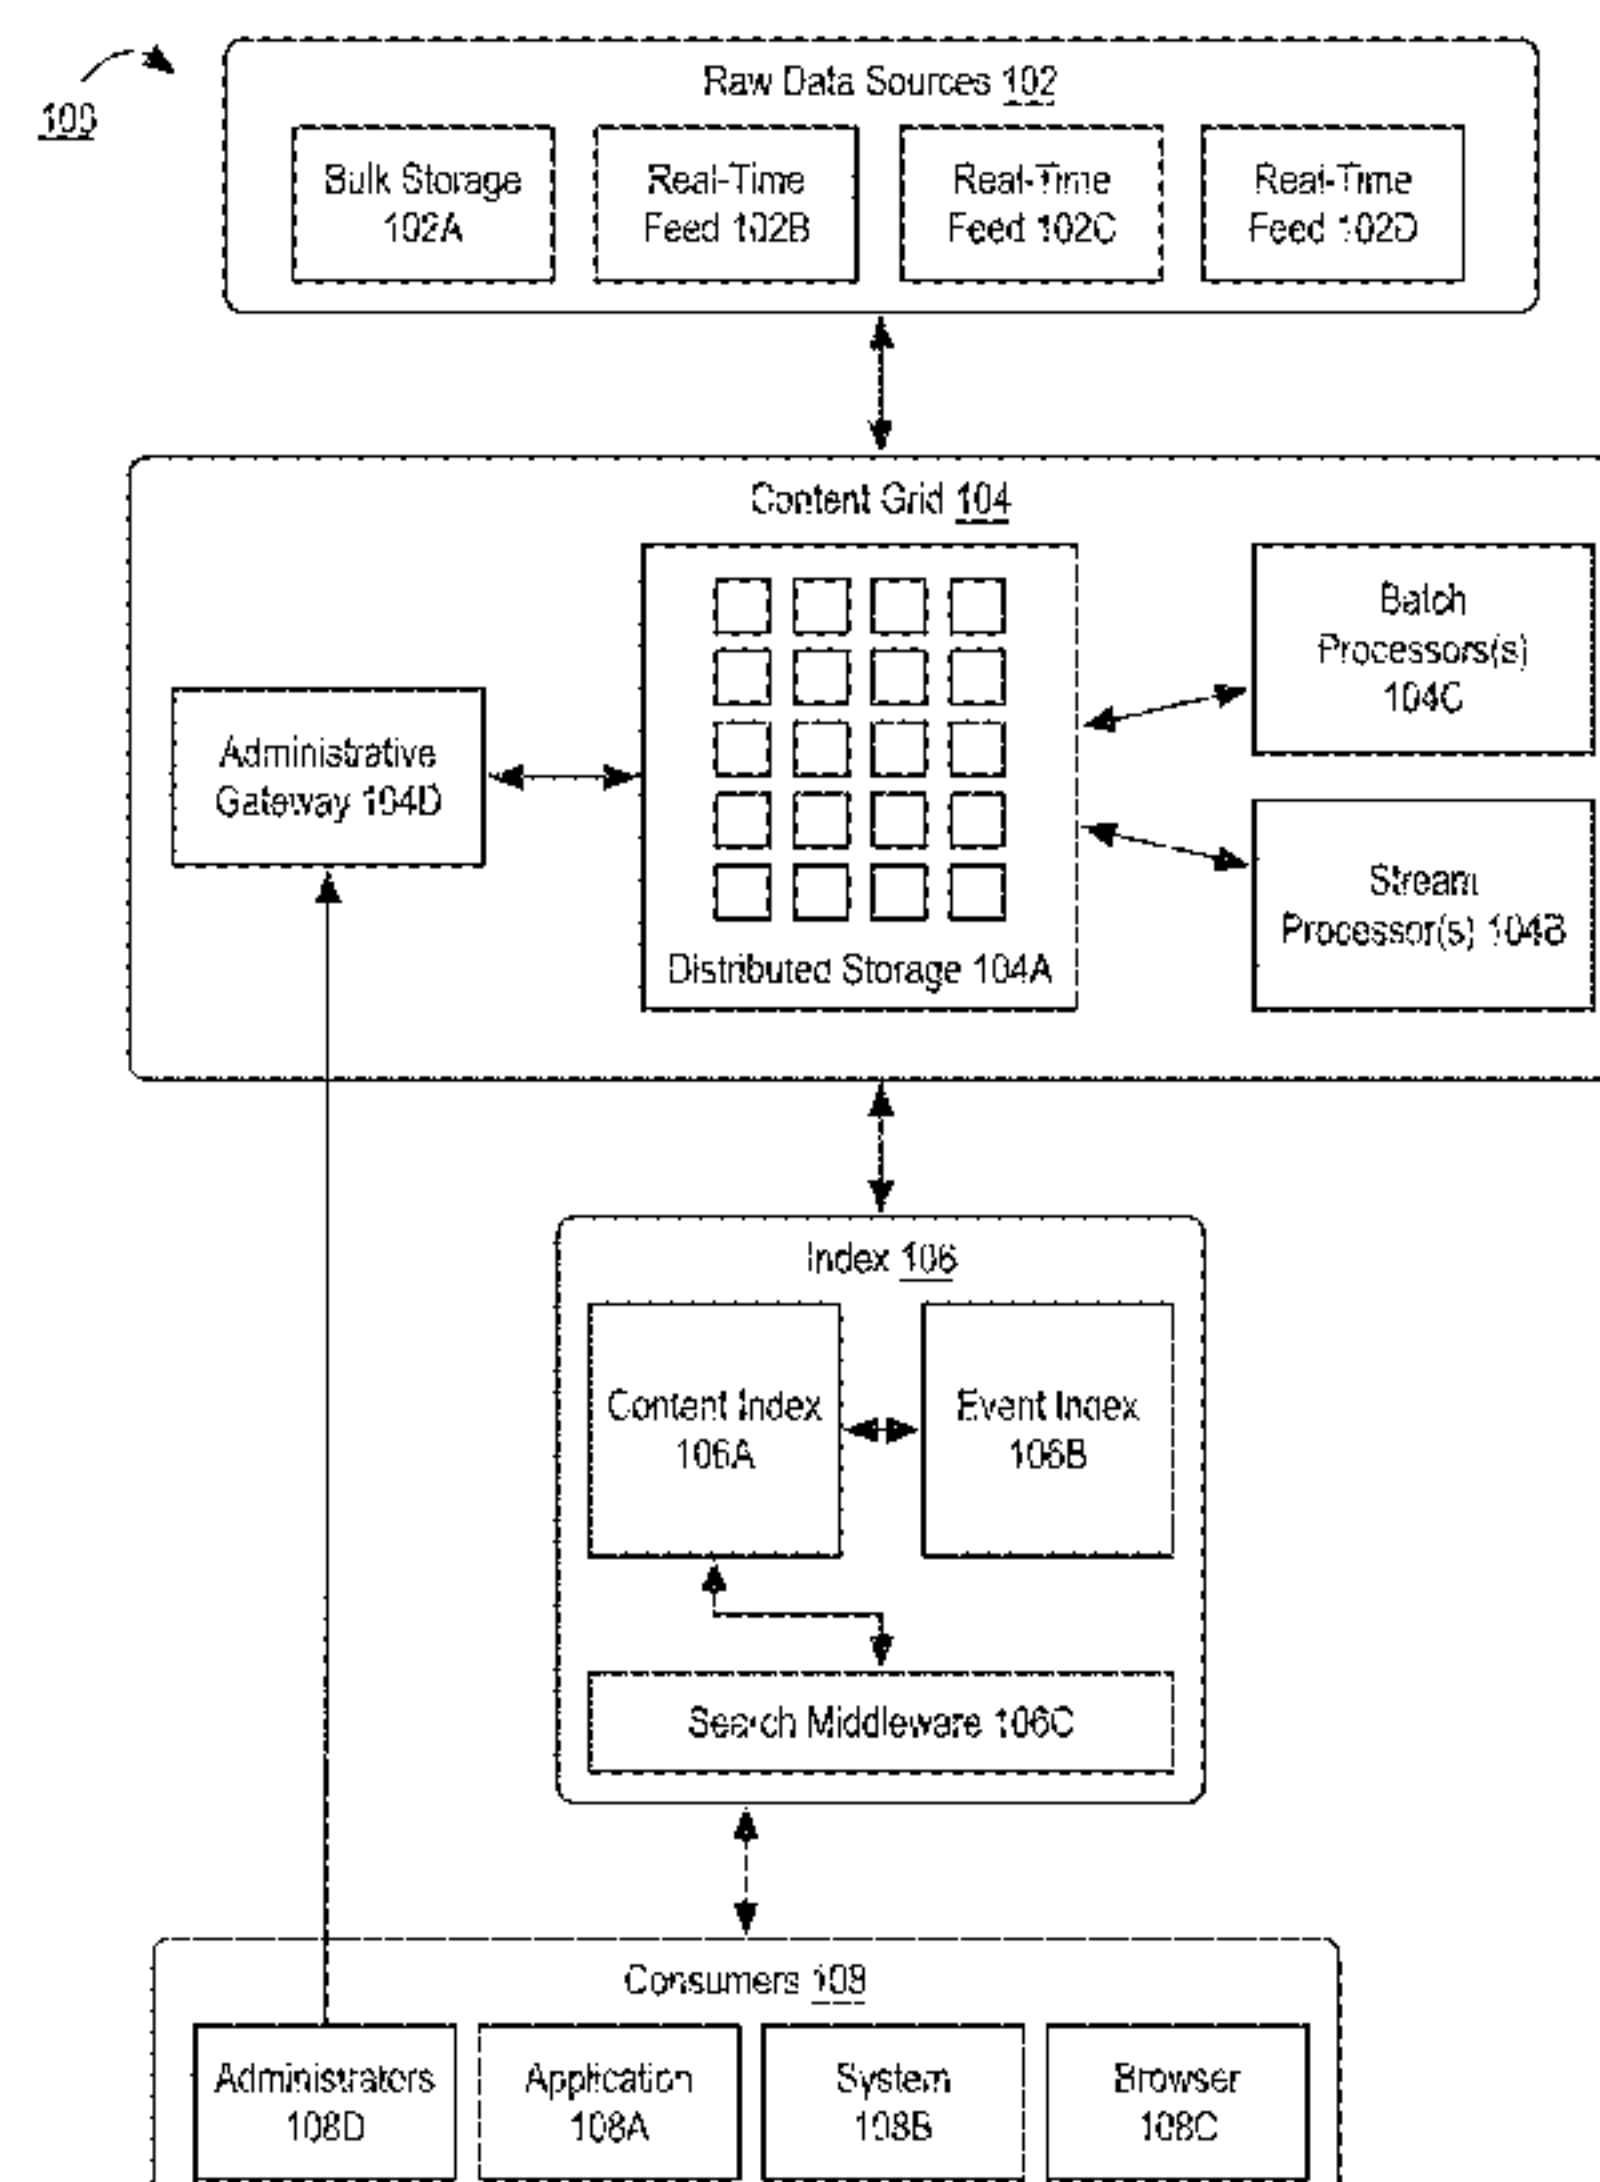 100
Raw Data Sources 102
Bulk Storage
102A
Real-Time
Feed 102B
Real-Time
Feed 102C
Real-Time
Feed 102D
Content Grid 104
Batch
Processors(s)
104C
Administrative
Gateway 104D
Stream
Processor(s) 104B
Distributed Storage 104A
Index 106
Content Index
106A
Event Index
106B
Search Middleware 106C
Consumers 108
Administrators
108D
Application
108A
System
108B
Browser
108C